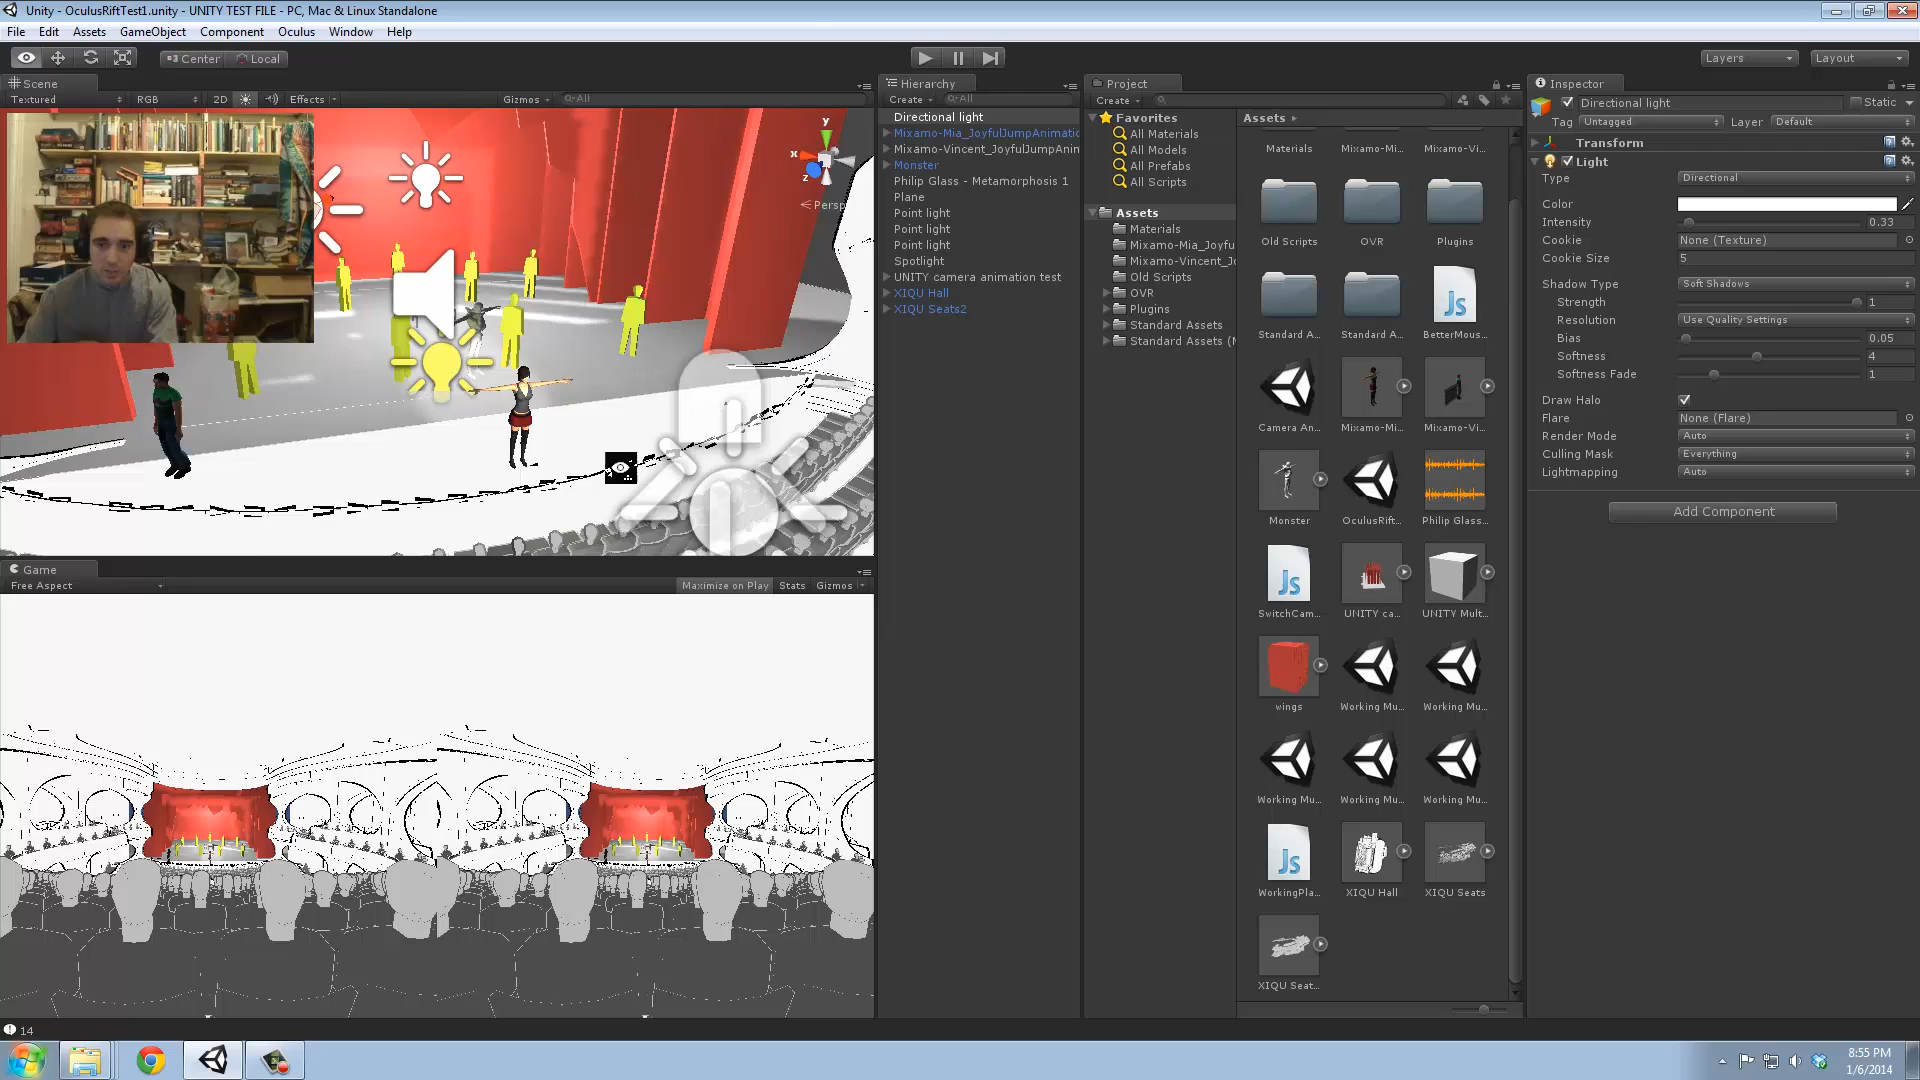 Unity - OculusRiftTest1.unity - UNITY TEST FILE - PC, Mac & Linux Standalone
File Edit Assets GameObject Component Oculus Window Help
Center Local
Layers Layout
Scene
Textured RGB 2D Effects Gizmos All
y
x
z
Persp
Game
Free Aspect Maximize on Play Stats Gizmos
Hierarchy
Create All
Directional light
Mixamo-Mia_JoyfulJumpAnimatio
Mixamo-Vincent_JoyfulJumpAnim
Monster
Philip Glass - Metamorphosis 1
Plane
Point light
Point light
Point light
Spotlight
UNITY camera animation test
XIQU Hall
XIQU Seats2
Project
Create
Favorites
All Materials
All Models
All Prefabs
All Scripts
Assets
Materials
Mixamo-Mia_Joyfu
Mixamo-Vincent_Jo
Old Scripts
OVR
Plugins
Standard Assets
Standard Assets (M
Assets
Materials Mixamo-Mi... Mixamo-Vi...
Old Scripts OVR Plugins
Standard A... Standard A... BetterMous...
Camera An... Mixamo-Mi... Mixamo-Vi...
Monster OculusRift... Philip Glass...
SwitchCam... UNITY ca... UNITY Mult...
wings Working Mu... Working Mu...
Working Mu... Working Mu... Working Mu...
WorkingPla... XIQU Hall XIQU Seats
XIQU Seat...
Js
Js
Js
Inspector
Directional light Static
Tag Untagged Layer Default
Transform
Light
Type Directional
Color
Intensity 0.33
Cookie None (Texture)
Cookie Size 5
Shadow Type Soft Shadows
Strength 1
Resolution Use Quality Settings
Bias 0.05
Softness 4
Softness Fade 1
Draw Halo
Flare None (Flare)
Render Mode Auto
Culling Mask Everything
Lightmapping Auto
Add Component
14
8:55 PM
1/6/2014